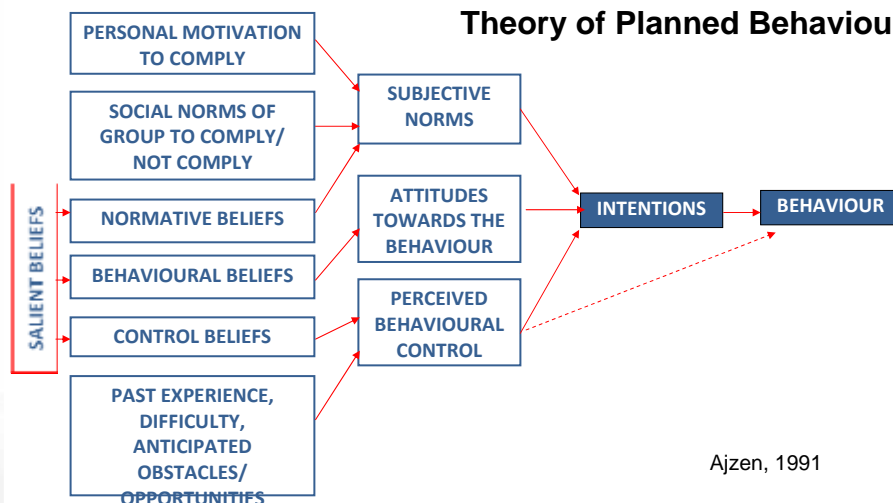 Theory of Planned Behaviou
PERSONAL MOTIVATION
TO COMPLY
SOCIAL NORMS OF
GROUP TO COMPLY/
NOT COMPLY
SUBJECTIVE
NORMS
SALIENT BELIEFS
NORMATIVE BELIEFS
BEHAVIOURAL BELIEFS
CONTROL BELIEFS
ATTITUDES
TOWARDS THE
BEHAVIOUR
PERCEIVED
BEHAVIOURAL
CONTROL
INTENTIONS
BEHAVIOUR
PAST EXPERIENCE,
DIFFICULTY,
ANTICIPATED
OBSTACLES/
OPPORTUNITIES
Ajzen, 1991